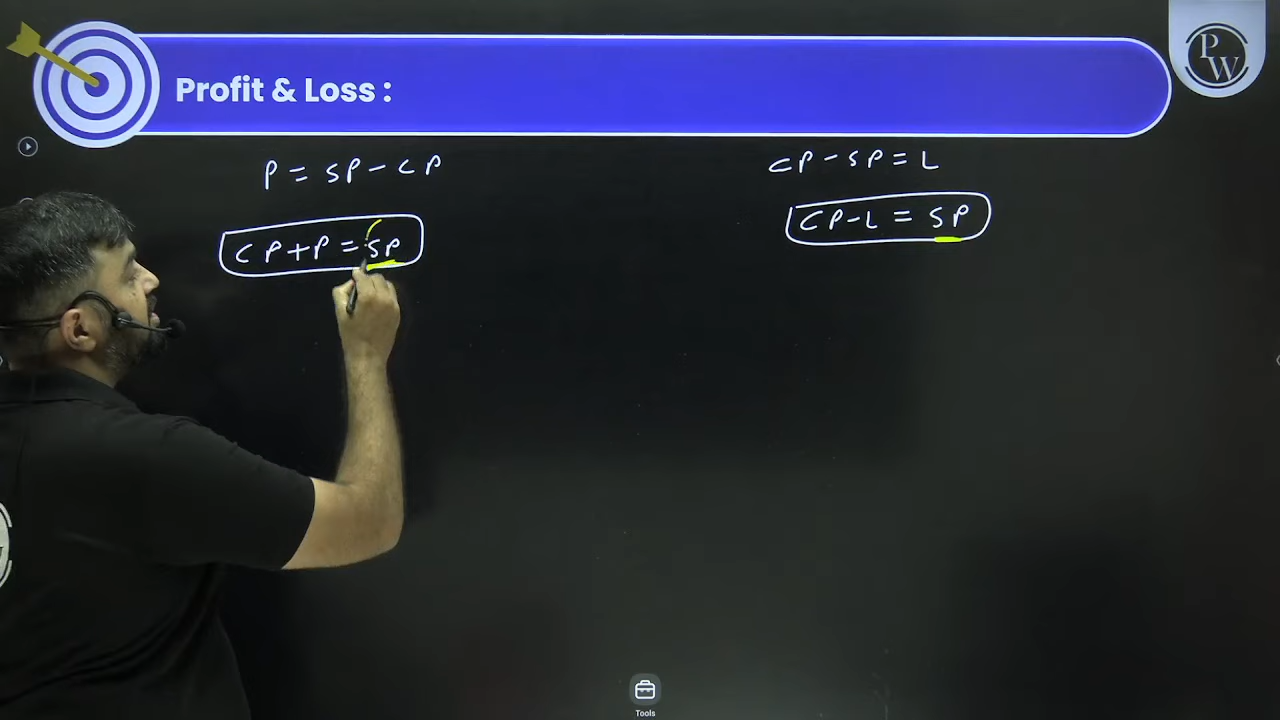 Profit & Loss :
PW
P = SP - CP
CP - SP = L
CP + P = SP
CP - L = SP
Tools